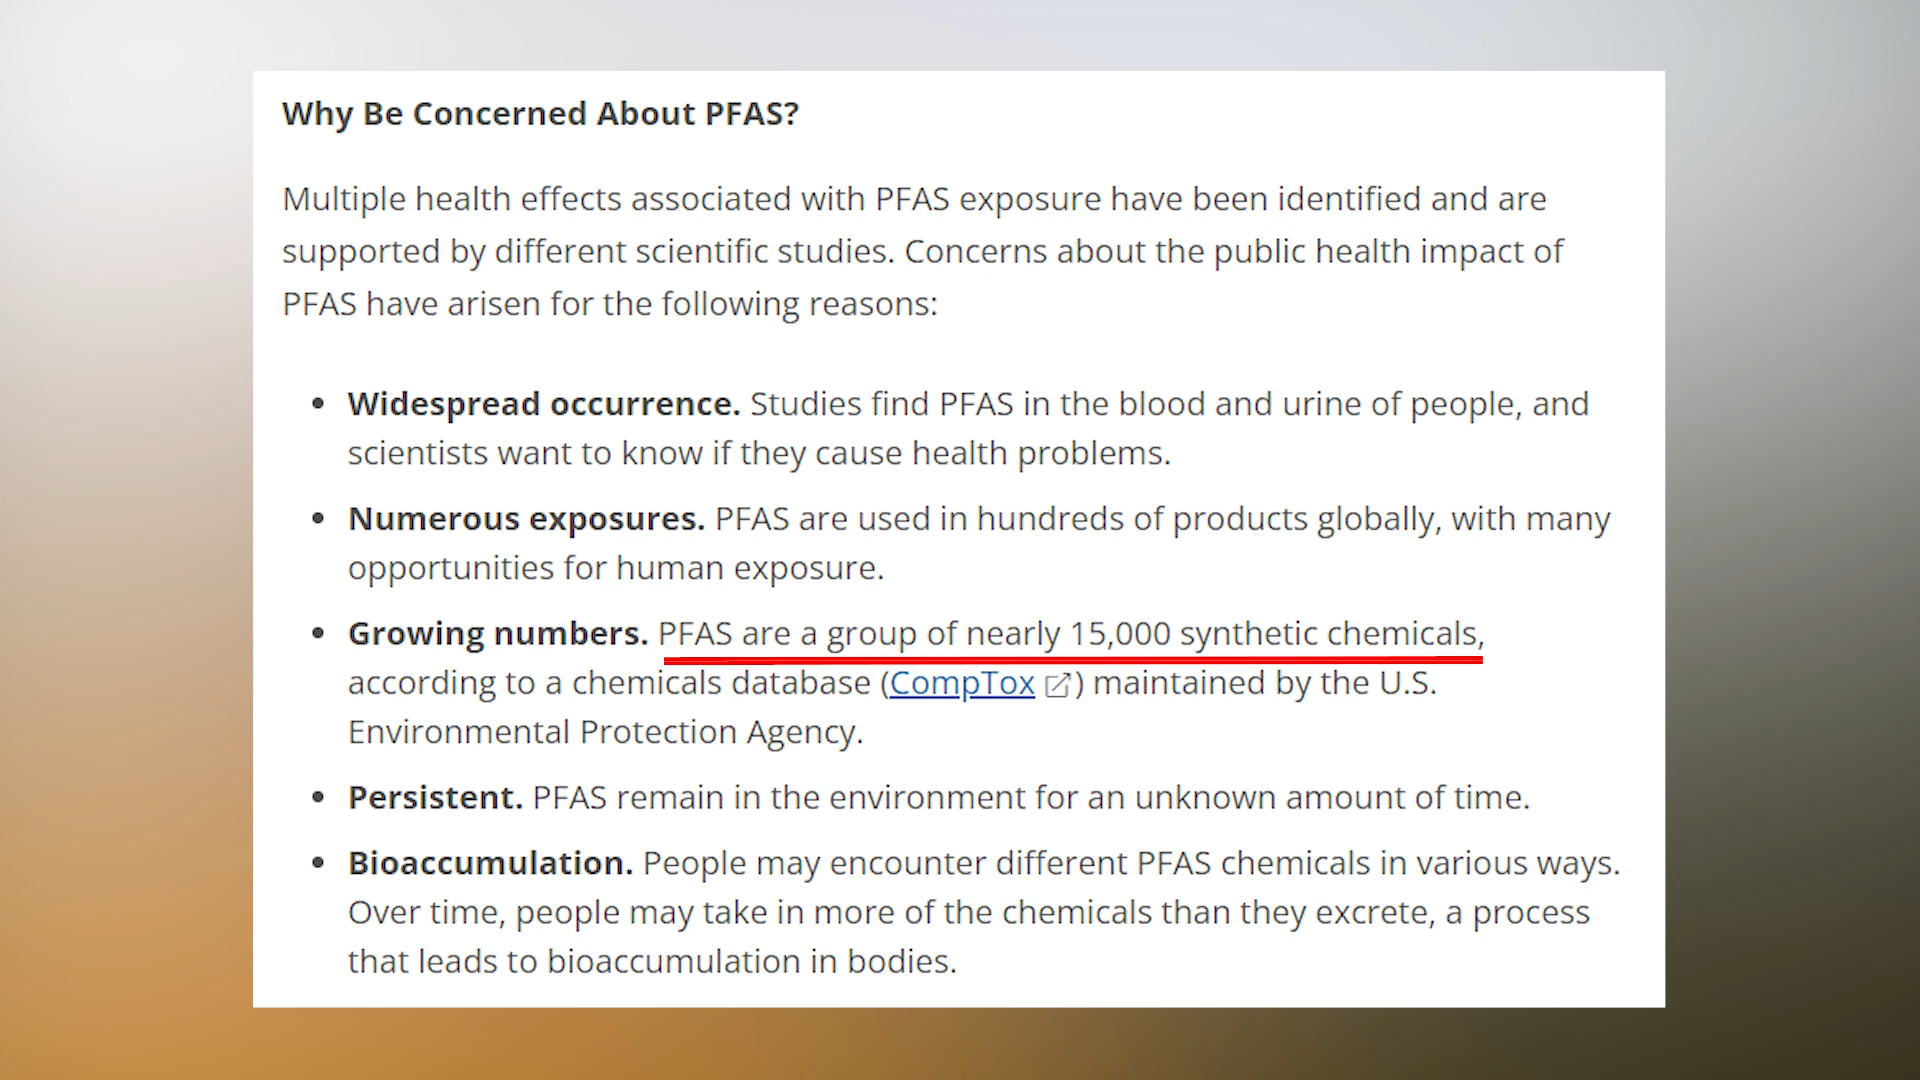 Why Be Concerned About PFAS?
Multiple health effects associated with PFAS exposure have been identified and are
supported by different scientific studies. Concerns about the public health impact of
PFAS have arisen for the following reasons:
• Widespread occurrence. Studies find PFAS in the blood and urine of people, and
scientists want to know if they cause health problems.
• Numerous exposures. PFAS are used in hundreds of products globally, with many
opportunities for human exposure.
• Growing numbers. PFAS are a group of nearly 15,000 synthetic chemicals,
according to a chemicals database (CompTox) maintained by the U.S.
Environmental Protection Agency.
• Persistent. PFAS remain in the environment for an unknown amount of time.
• Bioaccumulation. People may encounter different PFAS chemicals in various ways.
Over time, people may take in more of the chemicals than they excrete, a process
that leads to bioaccumulation in bodies.